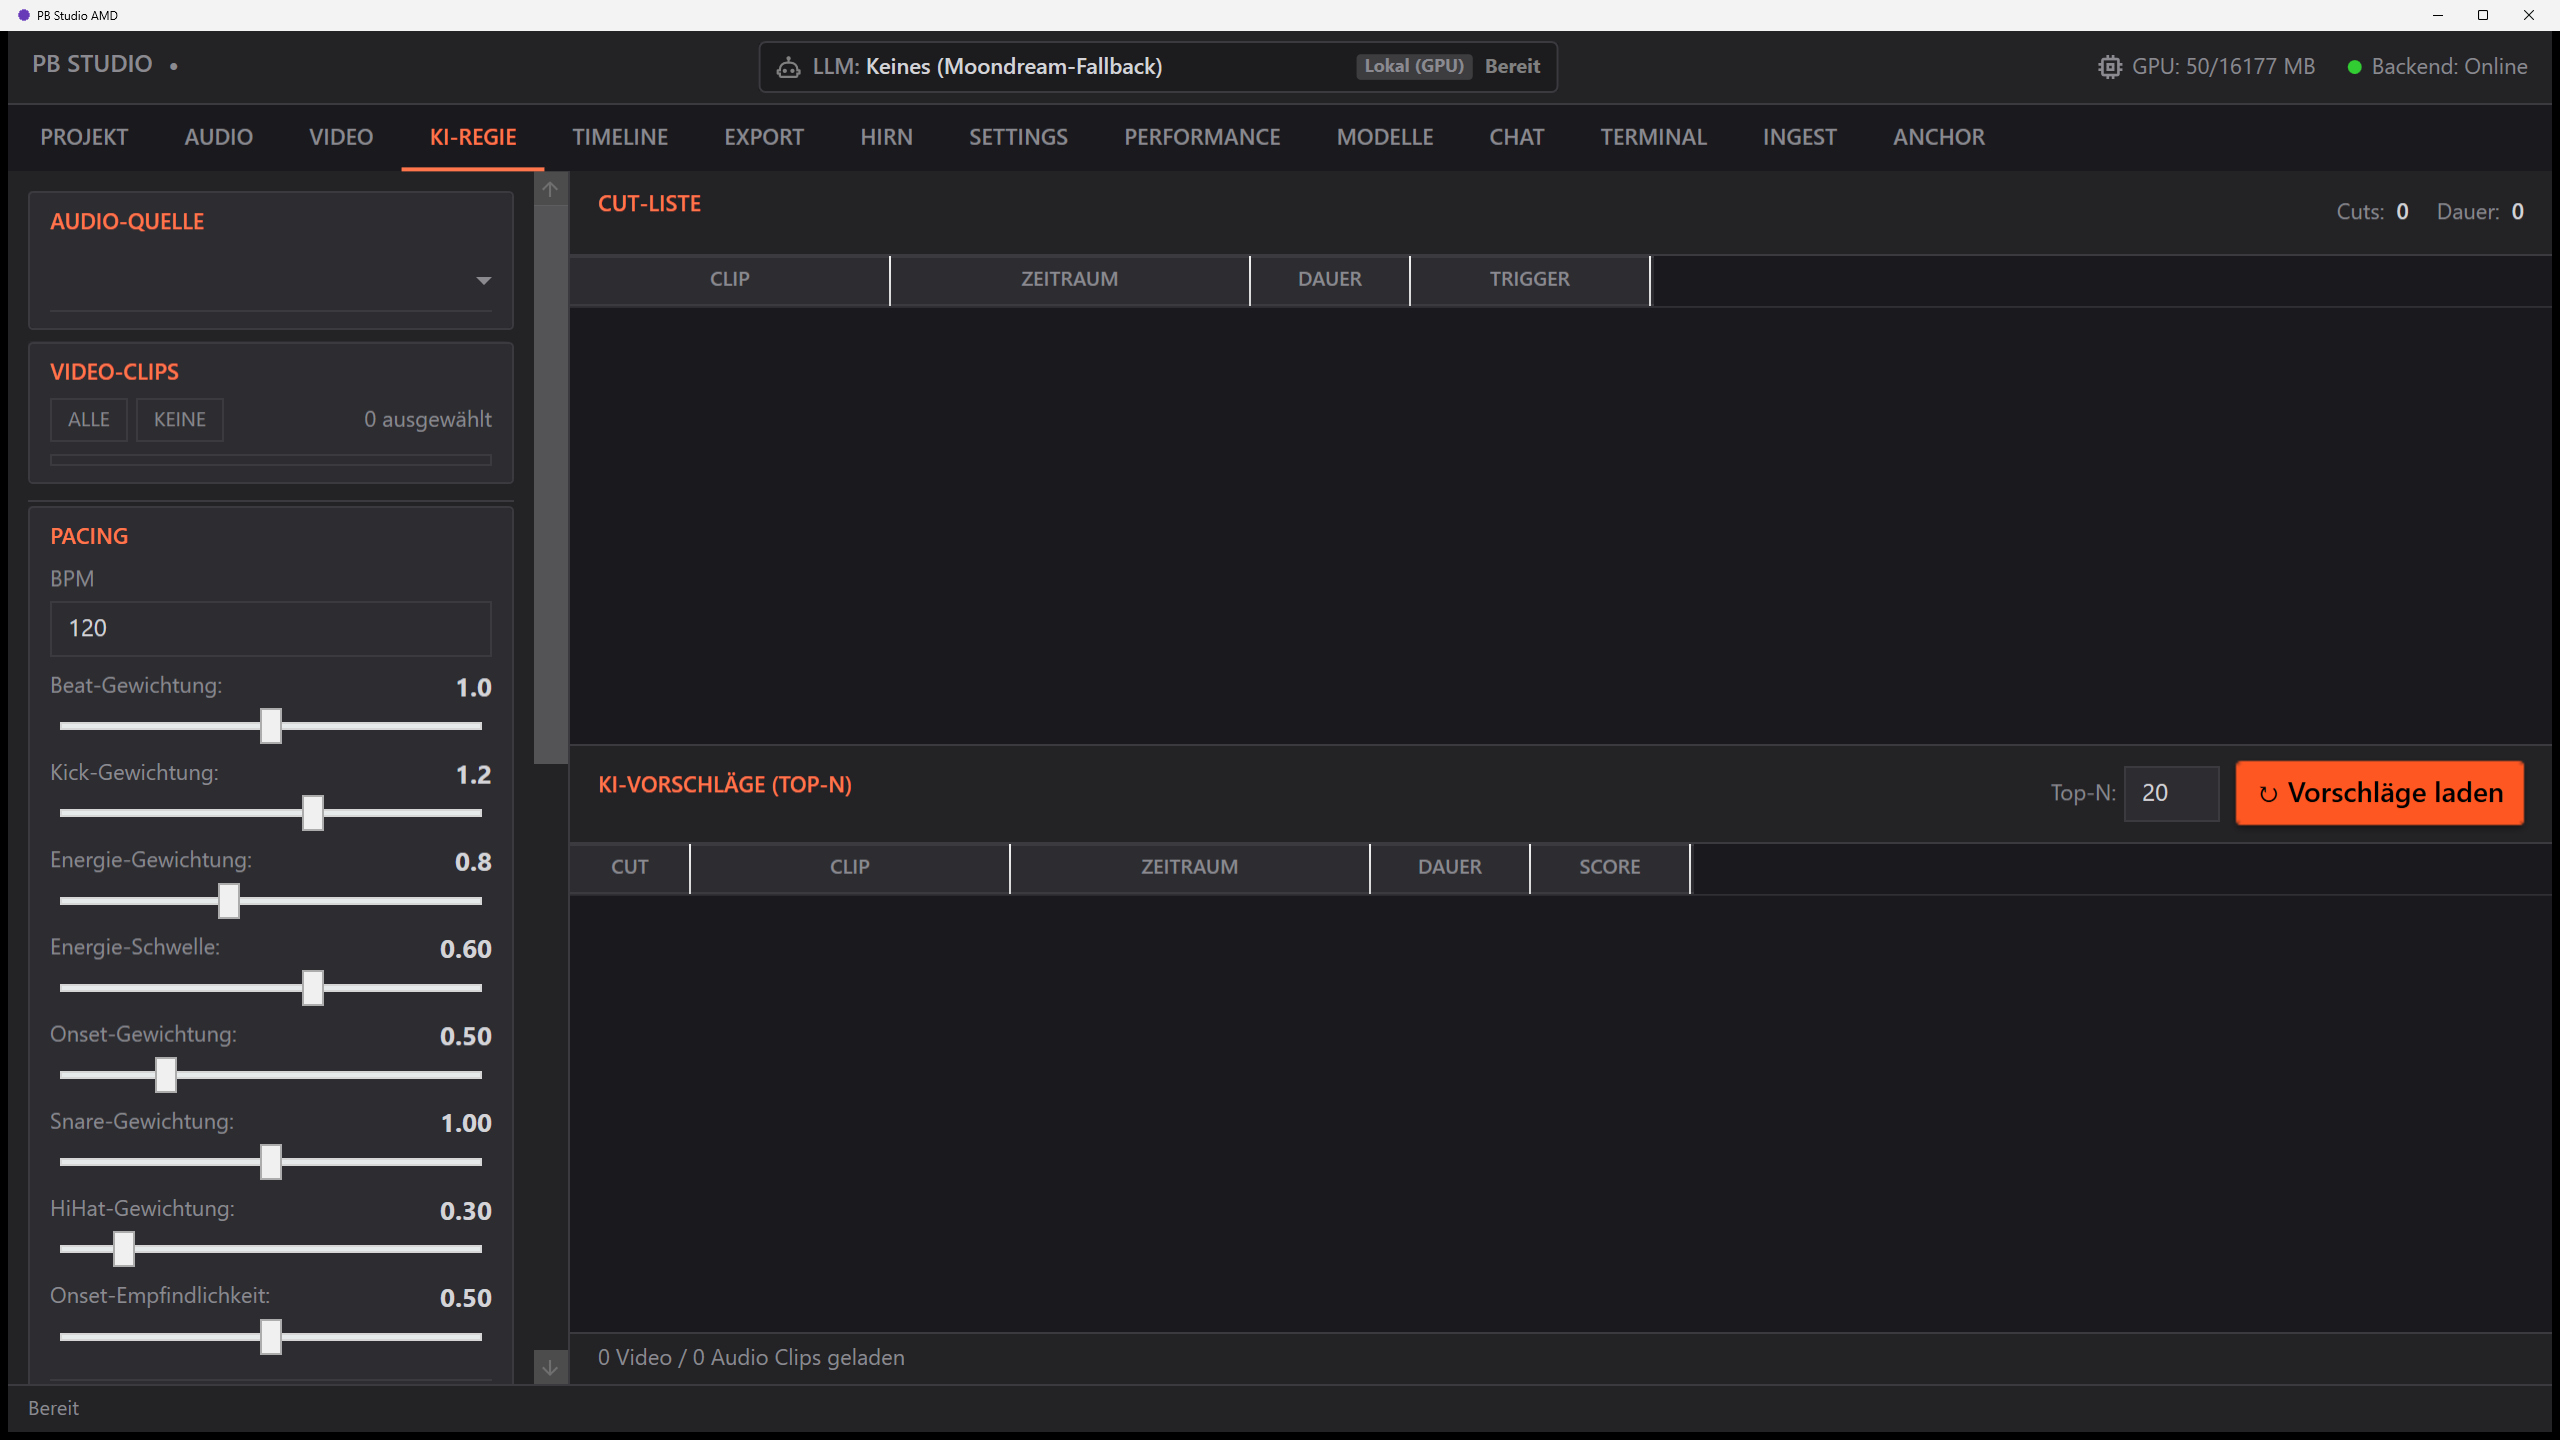 PB Studio AMD
PB STUDIO
LLM: Keines (Moondream-Fallback) Lokal (GPU) Bereit
GPU: 50/16177 MB Backend: Online
PROJEKT AUDIO VIDEO KI-REGIE TIMELINE EXPORT HIRN SETTINGS PERFORMANCE MODELLE CHAT TERMINAL INGEST ANCHOR
AUDIO-QUELLE
VIDEO-CLIPS
ALLE KEINE 0 ausgewählt
PACING
BPM
120
Beat-Gewichtung: 1.0
Kick-Gewichtung: 1.2
Energie-Gewichtung: 0.8
Energie-Schwelle: 0.60
Onset-Gewichtung: 0.50
Snare-Gewichtung: 1.00
HiHat-Gewichtung: 0.30
Onset-Empfindlichkeit: 0.50
CUT-LISTE
Cuts: 0 Dauer: 0
CLIP ZEITRAUM DAUER TRIGGER
KI-VORSCHLÄGE (TOP-N)
Top-N: 20 ↻ Vorschläge laden
CUT CLIP ZEITRAUM DAUER SCORE
0 Video / 0 Audio Clips geladen
Bereit